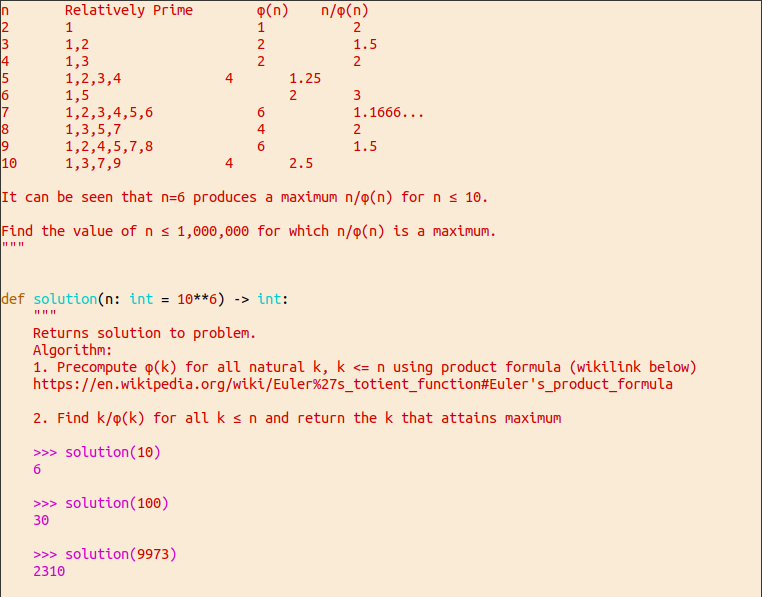 n       Relatively Prime        φ(n)    n/φ(n)
2       1                       1           2
3       1,2                     2           1.5
4       1,3                     2           2
5       1,2,3,4             4       1.25
6       1,5                         2       3
7       1,2,3,4,5,6             6           1.1666...
8       1,3,5,7                 4           2
9       1,2,4,5,7,8             6           1.5
10      1,3,7,9             4       2.5
It can be seen that n=6 produces a maximum n/φ(n) for n ≤ 10.
Find the value of n ≤ 1,000,000 for which n/φ(n) is a maximum.
"""
def solution(n: int = 10**6) -> int:
    """
    Returns solution to problem.
    Algorithm:
    1. Precompute φ(k) for all natural k, k <= n using product formula (wikilink below)
    https://en.wikipedia.org/wiki/Euler%27s_totient_function#Euler's_product_formula
    2. Find k/φ(k) for all k ≤ n and return the k that attains maximum
    >>> solution(10)
    6
    >>> solution(100)
    30
    >>> solution(9973)
    2310